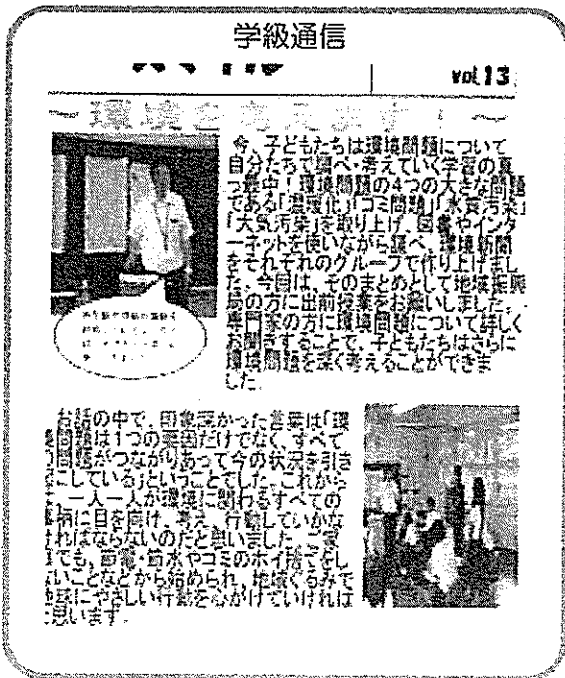 学級通信
vol.13
今、子どもたちは環境問題について
自分たちで調べ・考えていく学習の真
っ最中！環境問題の4つの大きな問題
である「温暖化」「ゴミ問題」「水質汚染」
「大気汚染」を取り上げ、図書やインタ
ーネットを使いながら調べ、環境新聞
をそれぞれのグループで作り上げまし
た。今回は、そのまとめとして地域振興
局の方に出前授業をお願いしました。
専門家の方に環境問題について詳しく
お聞きすることで、子どもたちはさらに
環境問題を深く考えることができま
した。
お話の中で、印象深かった言葉は「環
問題は1つの要因だけでなく、すべて
問題がつながりあって今の状況を引き
こしている」ということでした。これから
一人一人が環境に関わるすべての
柄に目を向け、考え、行動していかな
ればならないのだと思いました。ご家
でも、節電・節水やゴミのポイ捨てをし
いことなどから始められ、地域ぐるみで
球にやさしい行動を心がけていければ
思います。